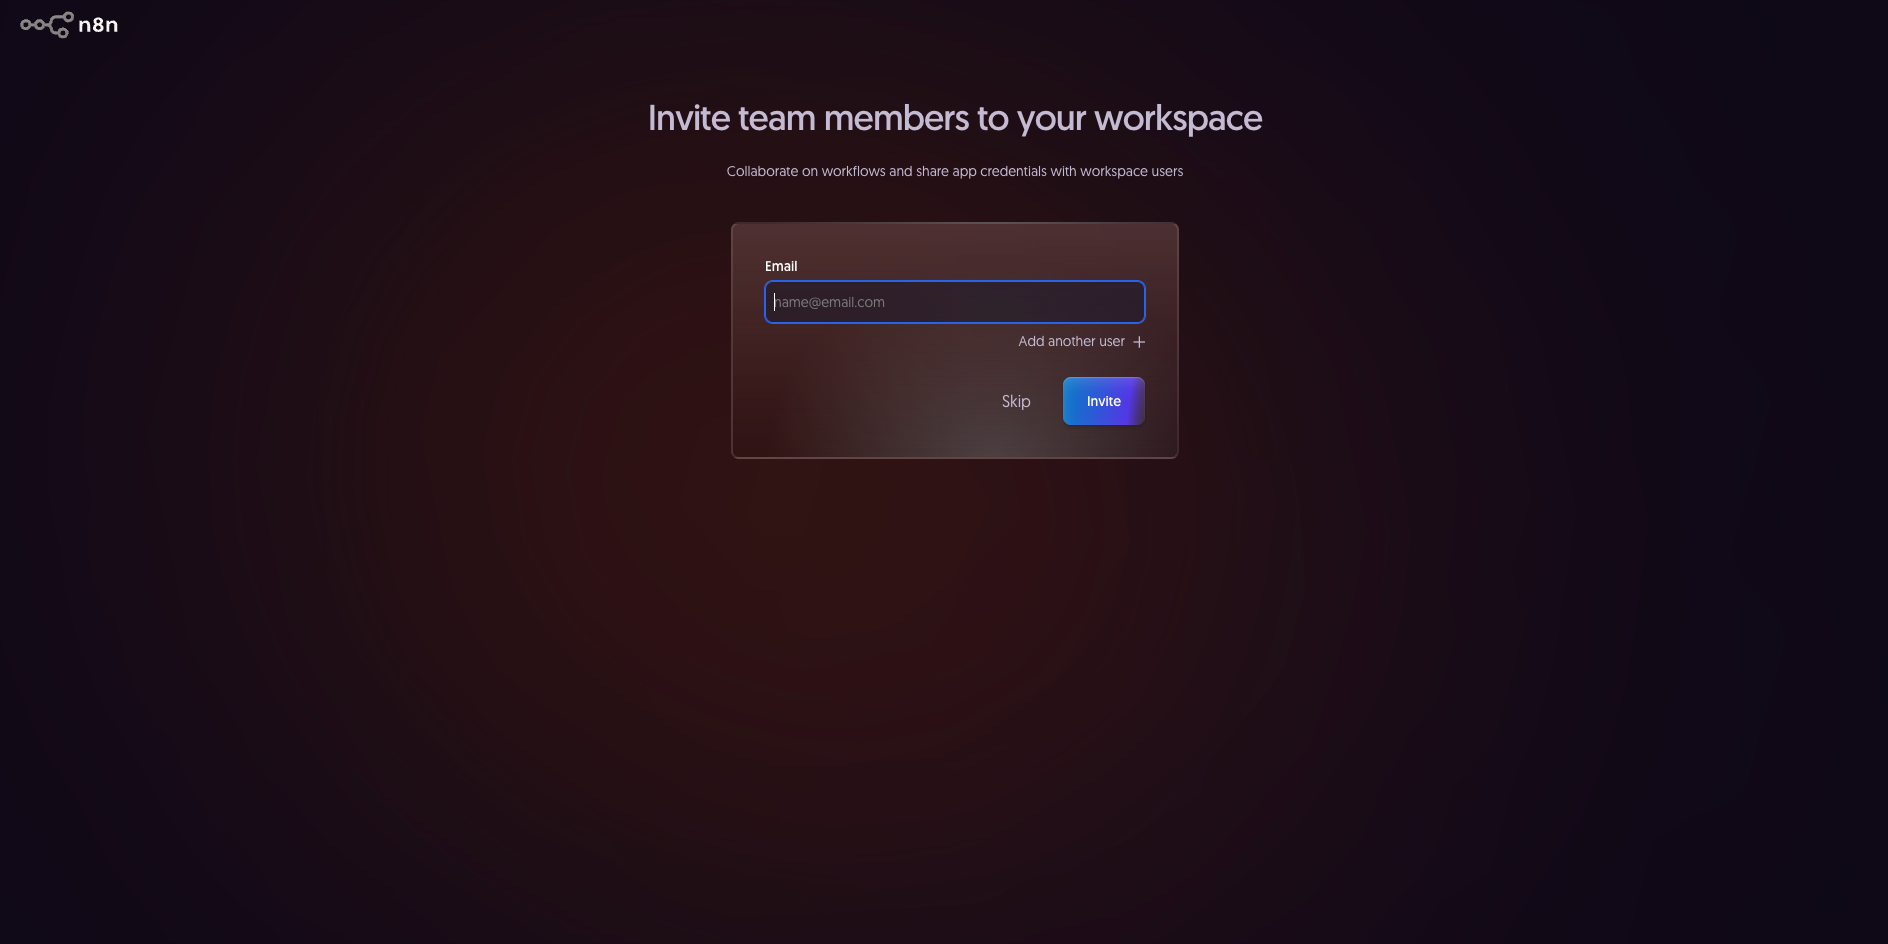 n8n
Invite team members to your workspace
Collaborate on workflows and share app credentials with workspace users
Email
name@email.com
Add another user +
Skip
Invite